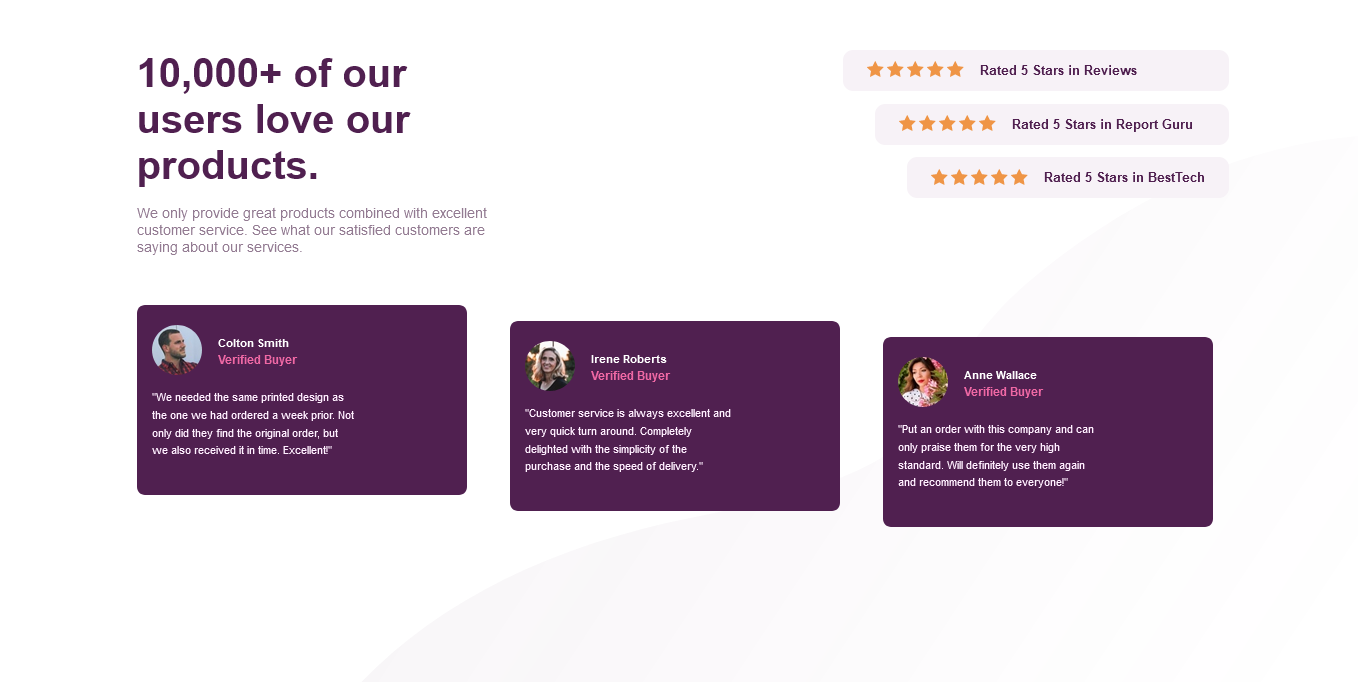 10,000+ of our
users love our
products.
We only provide great products combined with excellent
customer service. See what our satisfied customers are
saying about our services.
Rated 5 Stars in Reviews
Rated 5 Stars in Report Guru
Rated 5 Stars in BestTech
Colton Smith
Verified Buyer
"We needed the same printed design as
the one we had ordered a week prior. Not
only did they find the original order, but
we also received it in time. Excellent!"
Irene Roberts
Verified Buyer
"Customer service is always excellent and
very quick turn around. Completely
delighted with the simplicity of the
purchase and the speed of delivery."
Anne Wallace
Verified Buyer
"Put an order with this company and can
only praise them for the very high
standard. Will definitely use them again
and recommend them to everyone!"